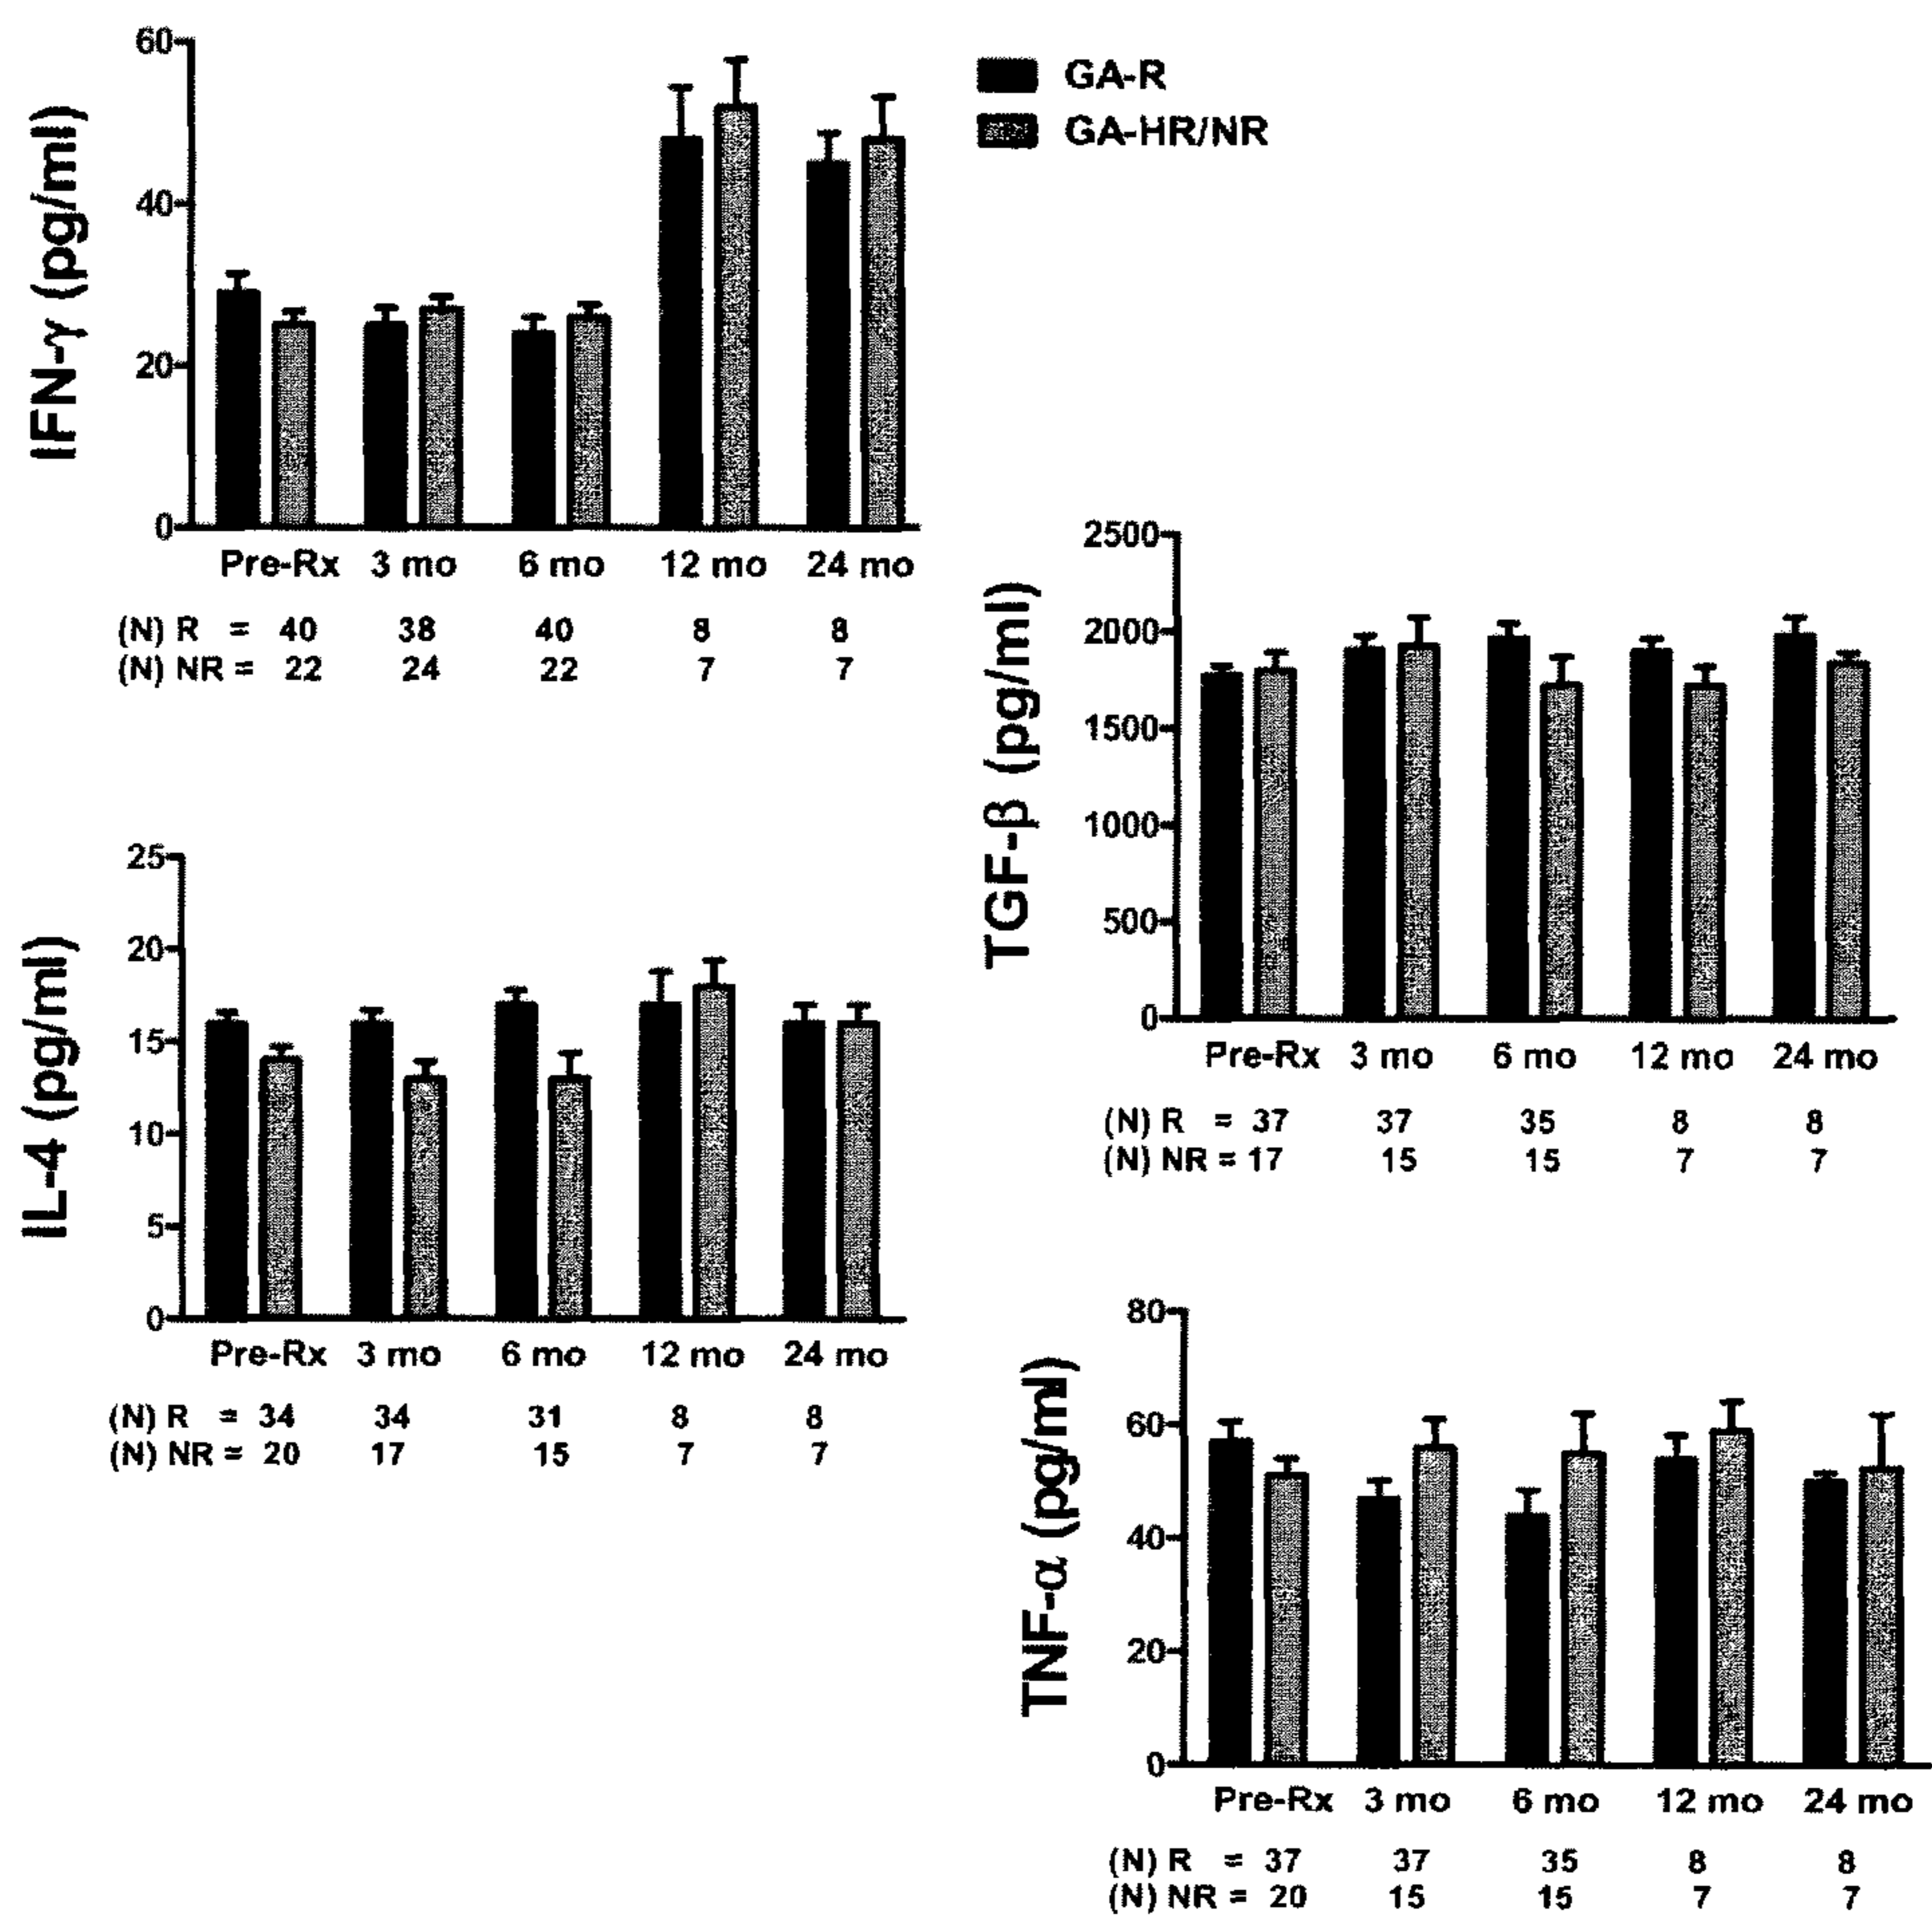 IFN-γ (pg/ml)
60
40
20
0
Pre-Rx 3 mo 6 mo 12 mo 24 mo
(N) R = 40 38 40 8 8
(N) NR = 22 24 22 7 7
GA-R
GA-HR/NR
IL-4 (pg/ml)
25
20
15
10
5
0
Pre-Rx 3 mo 6 mo 12 mo 24 mo
(N) R = 34 34 31 8 8
(N) NR = 20 17 15 7 7
TGF-β (pg/ml)
2500
2000
1500
1000
500
0
Pre-Rx 3 mo 6 mo 12 mo 24 mo
(N) R = 37 37 35 8 8
(N) NR = 17 15 15 7 7
TNF-α (pg/ml)
80
60
40
20
0
Pre-Rx 3 mo 6 mo 12 mo 24 mo
(N) R = 37 37 35 8 8
(N) NR = 20 15 15 7 7